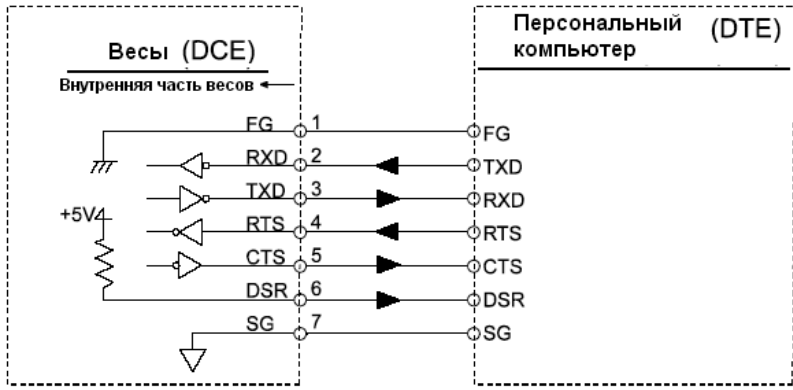 Весы (DCE)
Внутренняя часть весов
Персональный (DTE)
компьютер
FG 1 FG
RXD 2 TXD
TXD 3 RXD
+5V
RTS 4 RTS
CTS 5 CTS
DSR 6 DSR
SG 7 SG